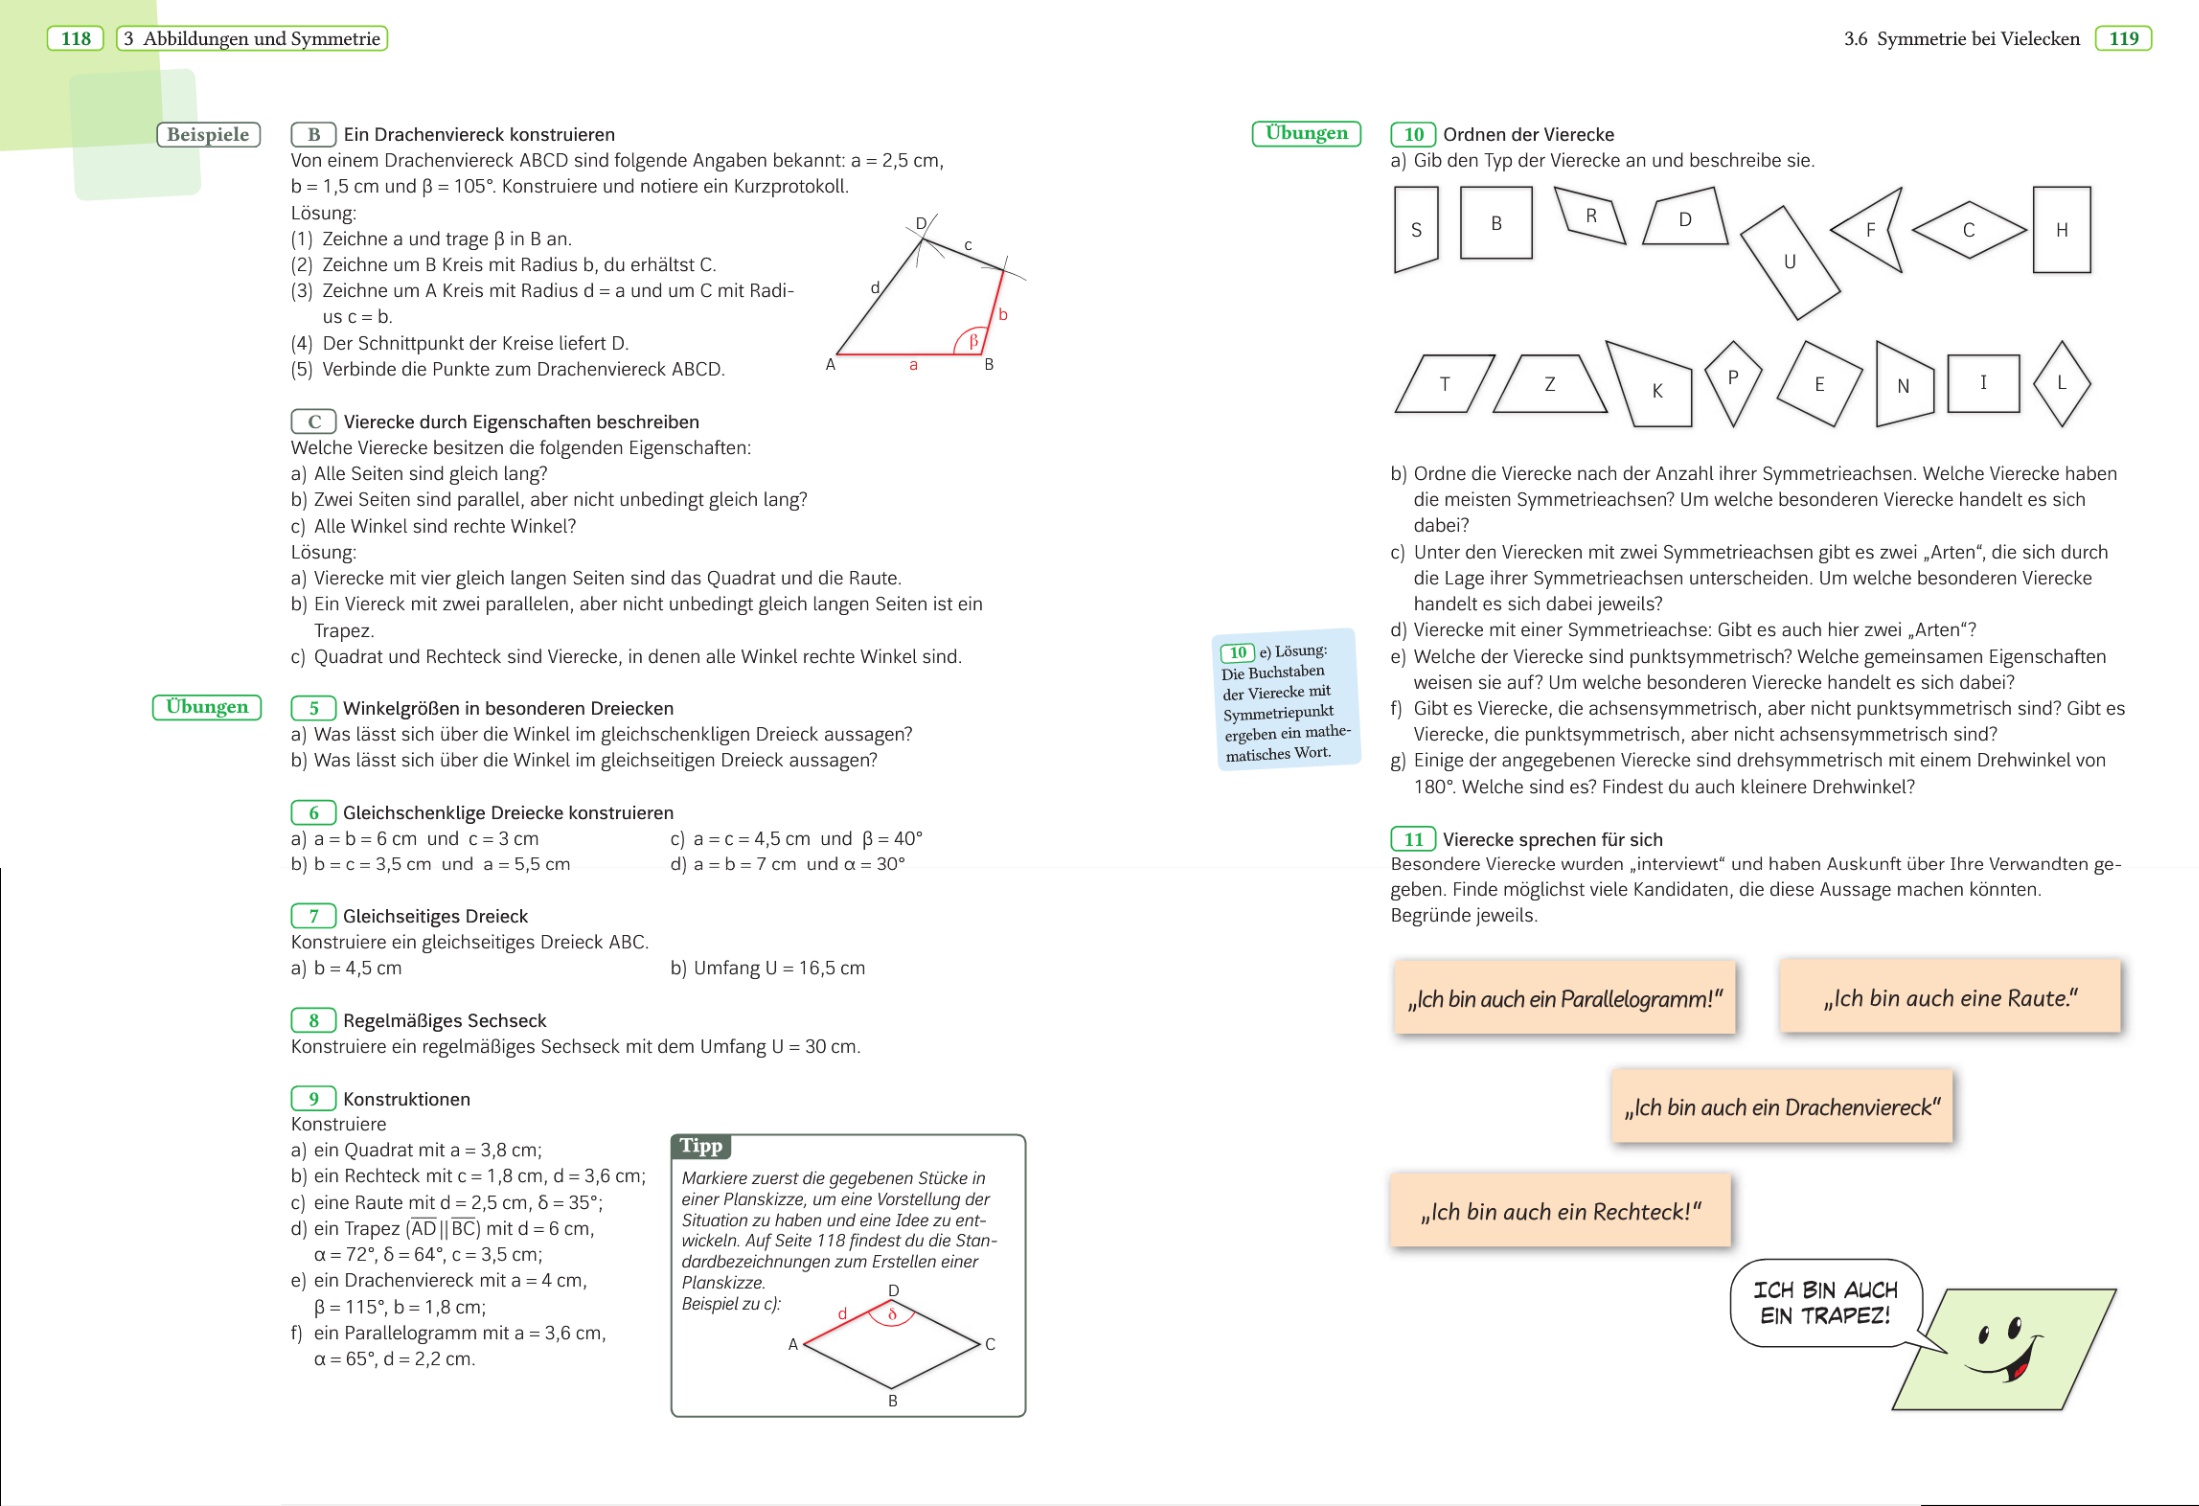 118 3 Abbildungen und Symmetrie
Beispiele
B Ein Drachenviereck konstruieren
Von einem Drachenviereck ABCD sind folgende Angaben bekannt: a = 2,5 cm,
b = 1,5 cm und β = 105°. Konstruiere und notiere ein Kurzprotokoll.
Lösung:
(1) Zeichne a und trage β in B an.
(2) Zeichne um B Kreis mit Radius b, du erhältst C.
(3) Zeichne um A Kreis mit Radius d = a und um C mit Radi-
us c = b.
(4) Der Schnittpunkt der Kreise liefert D.
(5) Verbinde die Punkte zum Drachenviereck ABCD.
D
c
d
b
β
A
a
B
C Vierecke durch Eigenschaften beschreiben
Welche Vierecke besitzen die folgenden Eigenschaften:
a) Alle Seiten sind gleich lang?
b) Zwei Seiten sind parallel, aber nicht unbedingt gleich lang?
c) Alle Winkel sind rechte Winkel?
Lösung:
a) Vierecke mit vier gleich langen Seiten sind das Quadrat und die Raute.
b) Ein Viereck mit zwei parallelen, aber nicht unbedingt gleich langen Seiten ist ein
Trapez.
c) Quadrat und Rechteck sind Vierecke, in denen alle Winkel rechte Winkel sind.
Übungen
5 Winkelgrößen in besonderen Dreiecken
a) Was lässt sich über die Winkel im gleichschenkligen Dreieck aussagen?
b) Was lässt sich über die Winkel im gleichseitigen Dreieck aussagen?
6 Gleichschenklige Dreiecke konstruieren
a) a = b = 6 cm und c = 3 cm c) a = c = 4,5 cm und β = 40°
b) b = c = 3,5 cm und a = 5,5 cm d) a = b = 7 cm und α = 30°
7 Gleichseitiges Dreieck
Konstruiere ein gleichseitiges Dreieck ABC.
a) b = 4,5 cm b) Umfang U = 16,5 cm
8 Regelmäßiges Sechseck
Konstruiere ein regelmäßiges Sechseck mit dem Umfang U = 30 cm.
9 Konstruktionen
Konstruiere
a) ein Quadrat mit a = 3,8 cm;
b) ein Rechteck mit c = 1,8 cm, d = 3,6 cm;
c) eine Raute mit d = 2,5 cm, δ = 35°;
d) ein Trapez (AD||BC) mit d = 6 cm,
α = 72°, δ = 64°, c = 3,5 cm;
e) ein Drachenviereck mit a = 4 cm,
β = 115°, b = 1,8 cm;
f) ein Parallelogramm mit a = 3,6 cm,
α = 65°, d = 2,2 cm.
Tipp
Markiere zuerst die gegebenen Stücke in
einer Planskizze, um eine Vorstellung der
Situation zu haben und eine Idee zu ent-
wickeln. Auf Seite 118 findest du die Stan-
dardbezeichnungen zum Erstellen einer
Planskizze.
Beispiel zu c):
D
d
δ
A
C
B
3.6 Symmetrie bei Vielecken 119
Übungen
10 Ordnen der Vierecke
a) Gib den Typ der Vierecke an und beschreibe sie.
S B R D U F C H
T Z K P E N I L
b) Ordne die Vierecke nach der Anzahl ihrer Symmetrieachsen. Welche Vierecke haben
die meisten Symmetrieachsen? Um welche besonderen Vierecke handelt es sich
dabei?
c) Unter den Vierecken mit zwei Symmetrieachsen gibt es zwei „Arten“, die sich durch
die Lage ihrer Symmetrieachsen unterscheiden. Um welche besonderen Vierecke
handelt es sich dabei jeweils?
d) Vierecke mit einer Symmetrieachse: Gibt es auch hier zwei „Arten“?
e) Welche der Vierecke sind punktsymmetrisch? Welche gemeinsamen Eigenschaften
weisen sie auf? Um welche besonderen Vierecke handelt es sich dabei?
f) Gibt es Vierecke, die achsensymmetrisch, aber nicht punktsymmetrisch sind? Gibt es
Vierecke, die punktsymmetrisch, aber nicht achsensymmetrisch sind?
g) Einige der angegebenen Vierecke sind drehsymmetrisch mit einem Drehwinkel von
180°. Welche sind es? Findest du auch kleinere Drehwinkel?
10 e) Lösung:
Die Buchstaben
der Vierecke mit
Symmetriepunkt
ergeben ein mathe-
matisches Wort.
11 Vierecke sprechen für sich
Besondere Vierecke wurden „interviewt“ und haben Auskunft über Ihre Verwandten ge-
geben. Finde möglichst viele Kandidaten, die diese Aussage machen könnten.
Begründe jeweils.
„Ich bin auch ein Parallelogramm!“
„Ich bin auch eine Raute.“
„Ich bin auch ein Drachenviereck“
„Ich bin auch ein Rechteck!“
ICH BIN AUCH
EIN TRAPEZ!